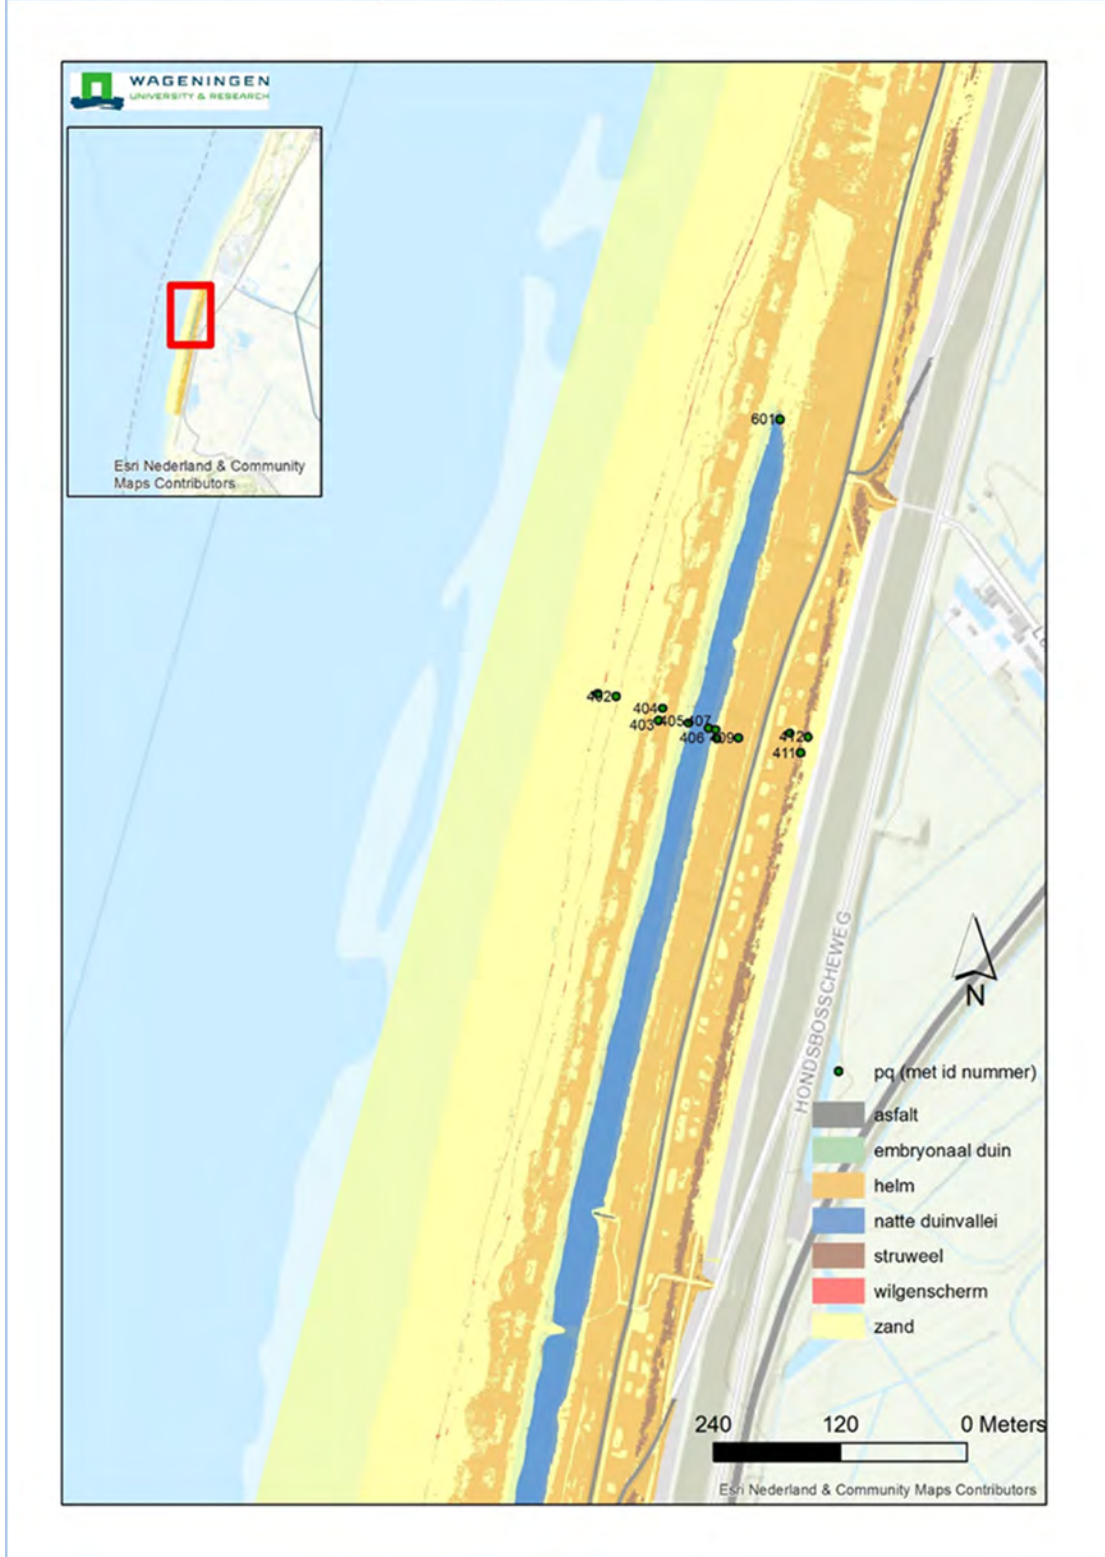 WAGENINGEN
UNIVERSITY & RESEARCH
Esri Nederland & Community
Maps Contributors
601
402
404
403
405
407
406
409
412
411
HONDSBOSSCHEWEG
N
pq (met id nummer)
asfalt
embryonaal duin
helm
natte duinvallei
struweel
wilgenscherm
zand
240 120 0 Meters
Esri Nederland & Community Maps Contributors